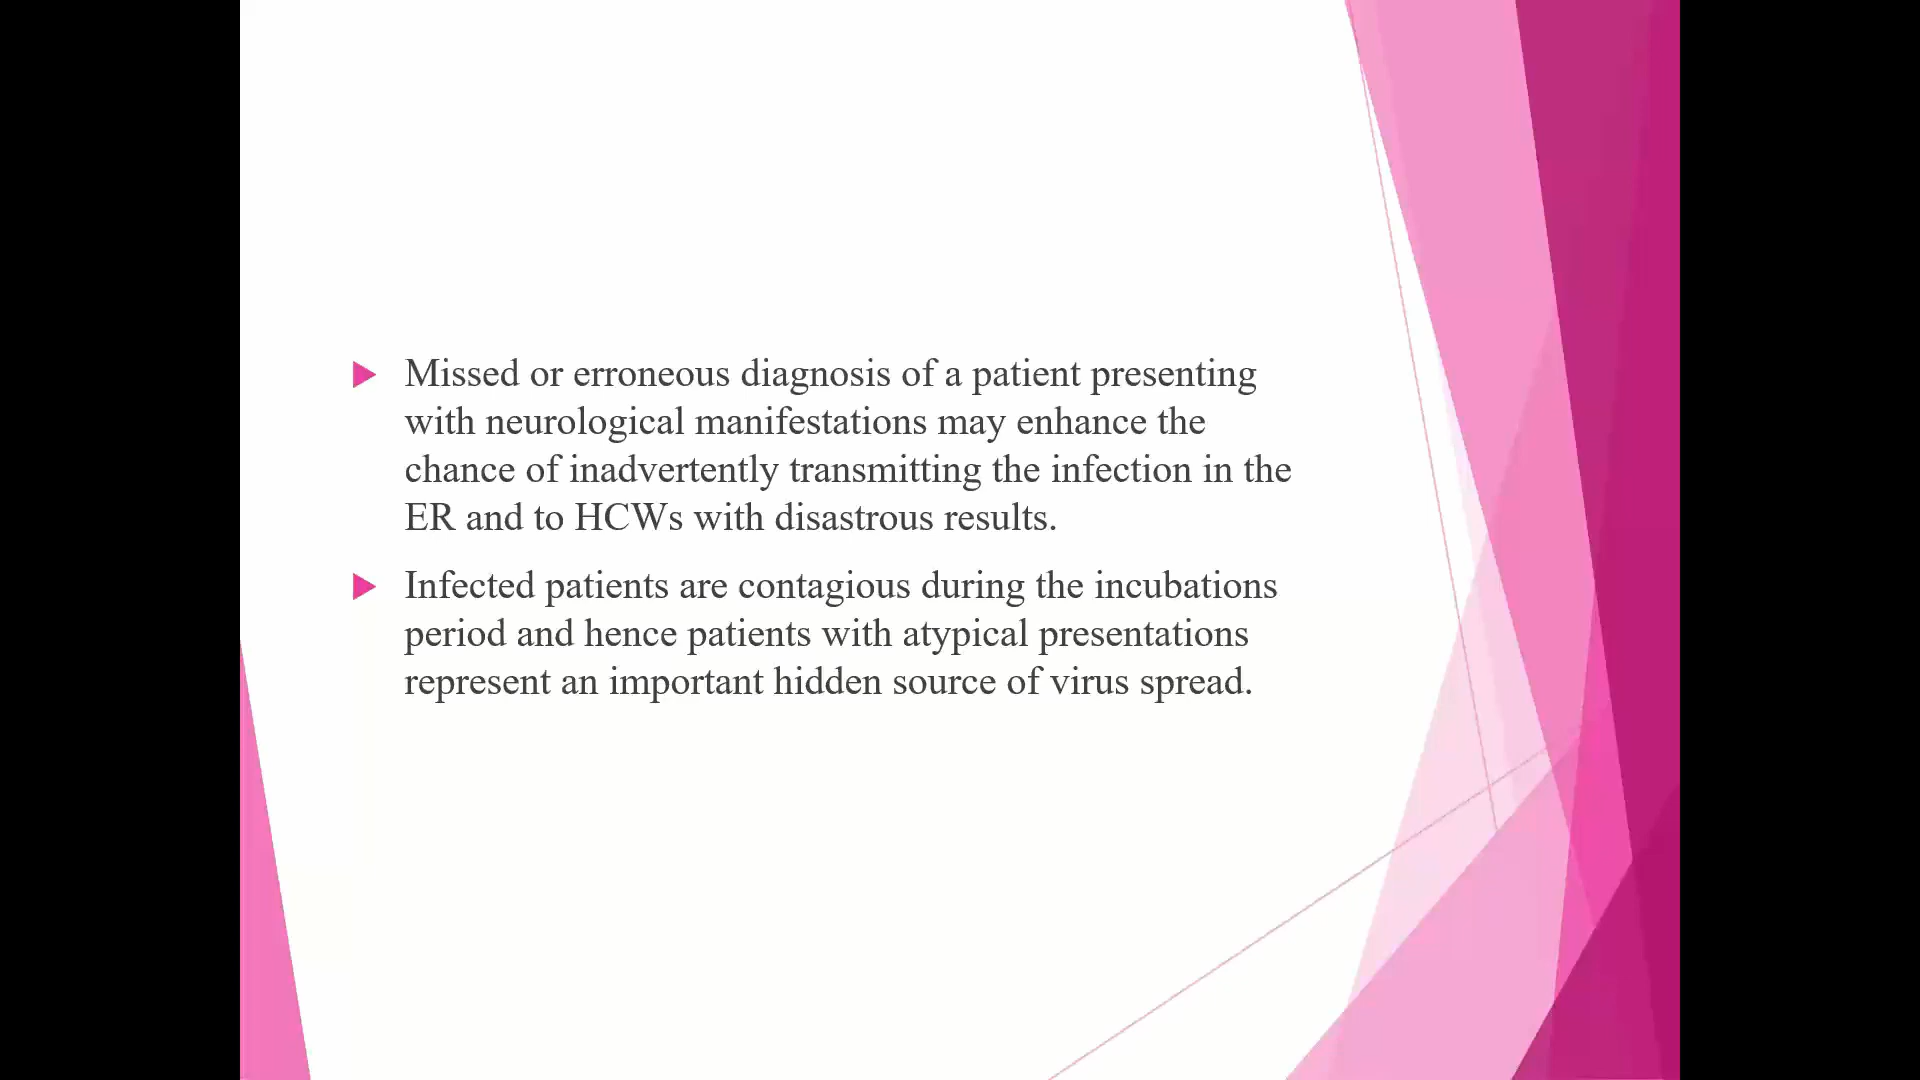 Missed or erroneous diagnosis of a patient presenting
with neurological manifestations may enhance the
chance of inadvertently transmitting the infection in the
ER and to HCWs with disastrous results.
Infected patients are contagious during the incubations
period and hence patients with atypical presentations
represent an important hidden source of virus spread.